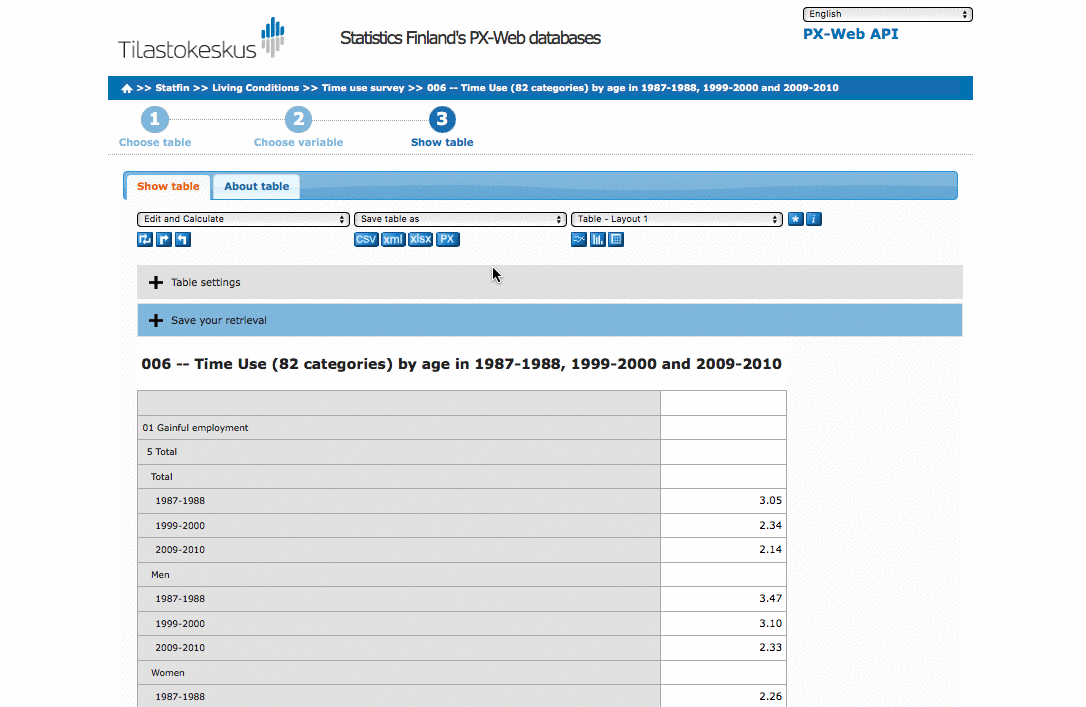 English
Tilastokeskus
Statistics Finland's PX-Web databases
PX-Web API
>> Statfin >> Living Conditions >> Time use survey >> 006 -- Time Use (82 categories) by age in 1987-1988, 1999-2000 and 2009-2010
1 2 3
Choose table Choose variable Show table
Show table About table
Edit and Calculate Save table as Table - Layout 1
CSV xml xlsx PX
Table settings
Save your retrieval
006 -- Time Use (82 categories) by age in 1987-1988, 1999-2000 and 2009-2010
01 Gainful employment
5 Total
Total
1987-1988 3.05
1999-2000 2.34
2009-2010 2.14
Men
1987-1988 3.47
1999-2000 3.10
2009-2010 2.33
Women
1987-1988 2.26